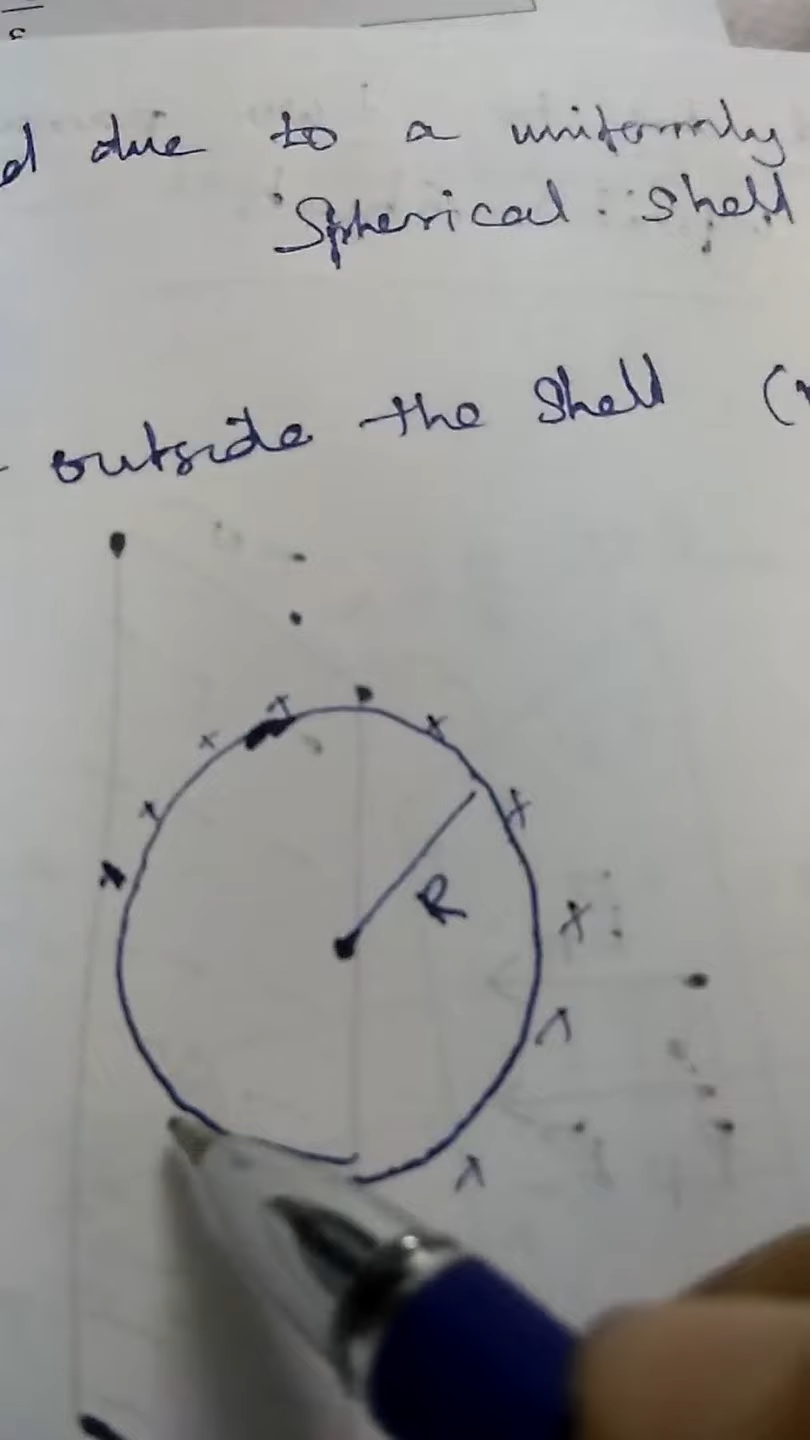 d due to a uniformly
Spherical shell
outside the shell (
R